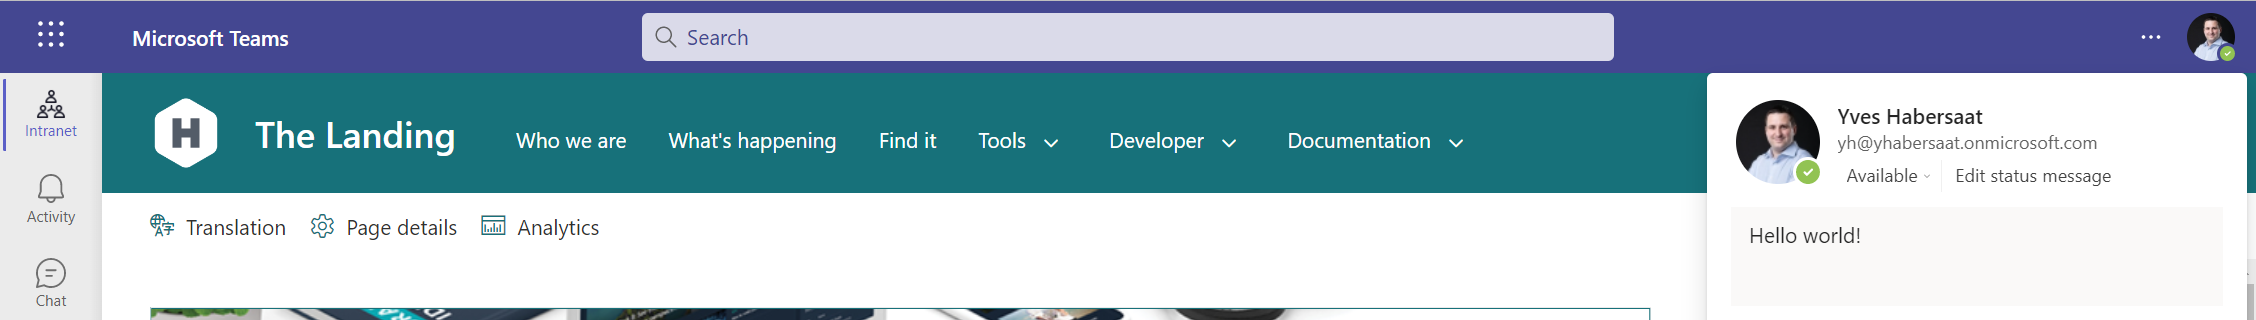 Microsoft Teams
Search
Intranet
Activity
Chat
H
The Landing
Who we are
What's happening
Find it
Tools
Developer
Documentation
Translation
Page details
Analytics
Yves Habersaat
yh@yhabersaat.onmicrosoft.com
Available
Edit status message
Hello world!